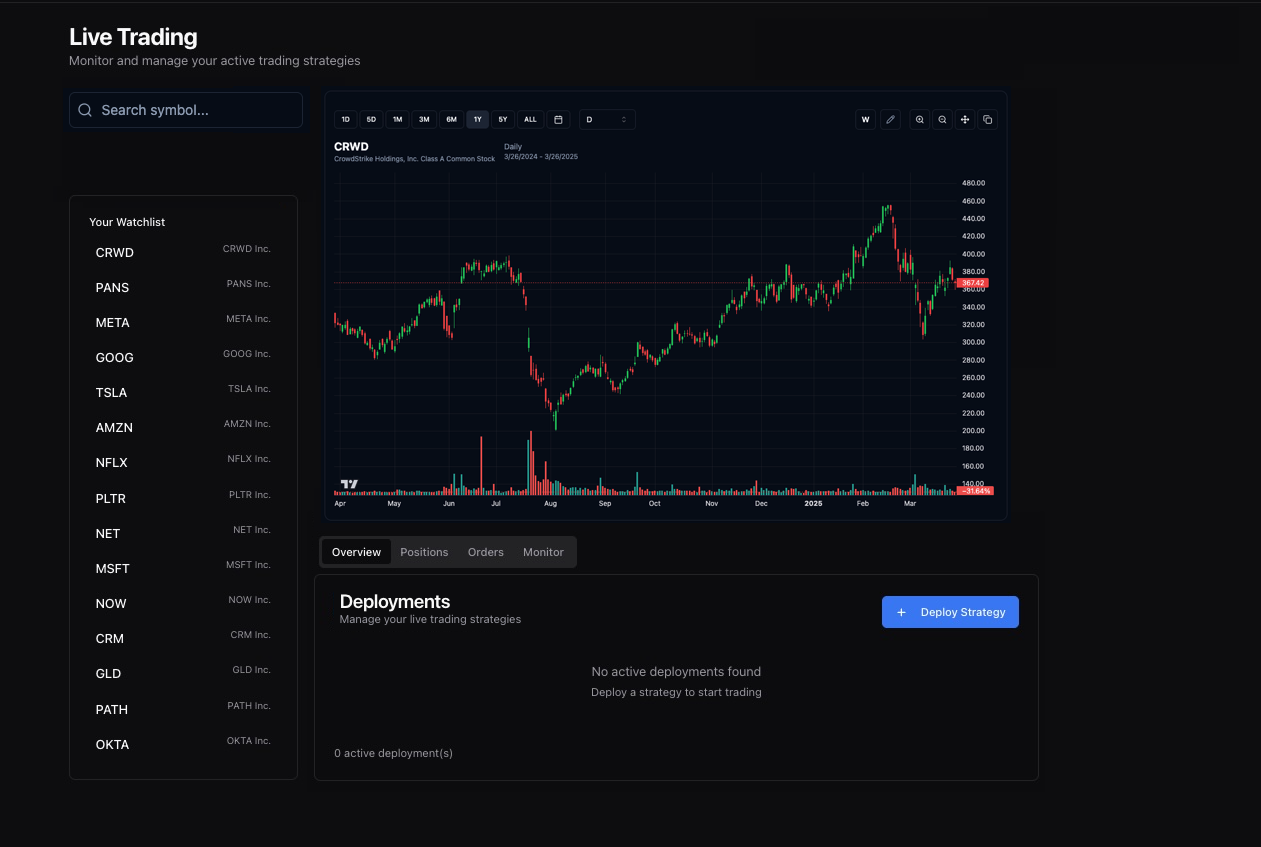 Live Trading
Monitor and manage your active trading strategies
Search symbol...
Your Watchlist
CRWD CRWD Inc.
PANS PANS Inc.
META META Inc.
GOOG GOOG Inc.
TSLA TSLA Inc.
AMZN AMZN Inc.
NFLX NFLX Inc.
PLTR PLTR Inc.
NET NET Inc.
MSFT MSFT Inc.
NOW NOW Inc.
CRM CRM Inc.
GLD GLD Inc.
PATH PATH Inc.
OKTA OKTA Inc.
1D 5D 1M 3M 6M 1Y 5Y ALL D W
CRWD Daily
CrowdStrike Holdings, Inc. Class A Common Stock 3/26/2024 - 3/26/2025
480.00
460.00
440.00
420.00
400.00
380.00
367.42
360.00
340.00
320.00
300.00
280.00
260.00
240.00
220.00
200.00
180.00
160.00
140.00
−31.64%
Apr May Jun Jul Aug Sep Oct Nov Dec 2025 Feb Mar
Overview Positions Orders Monitor
Deployments
Manage your live trading strategies
+ Deploy Strategy
No active deployments found
Deploy a strategy to start trading
0 active deployment(s)